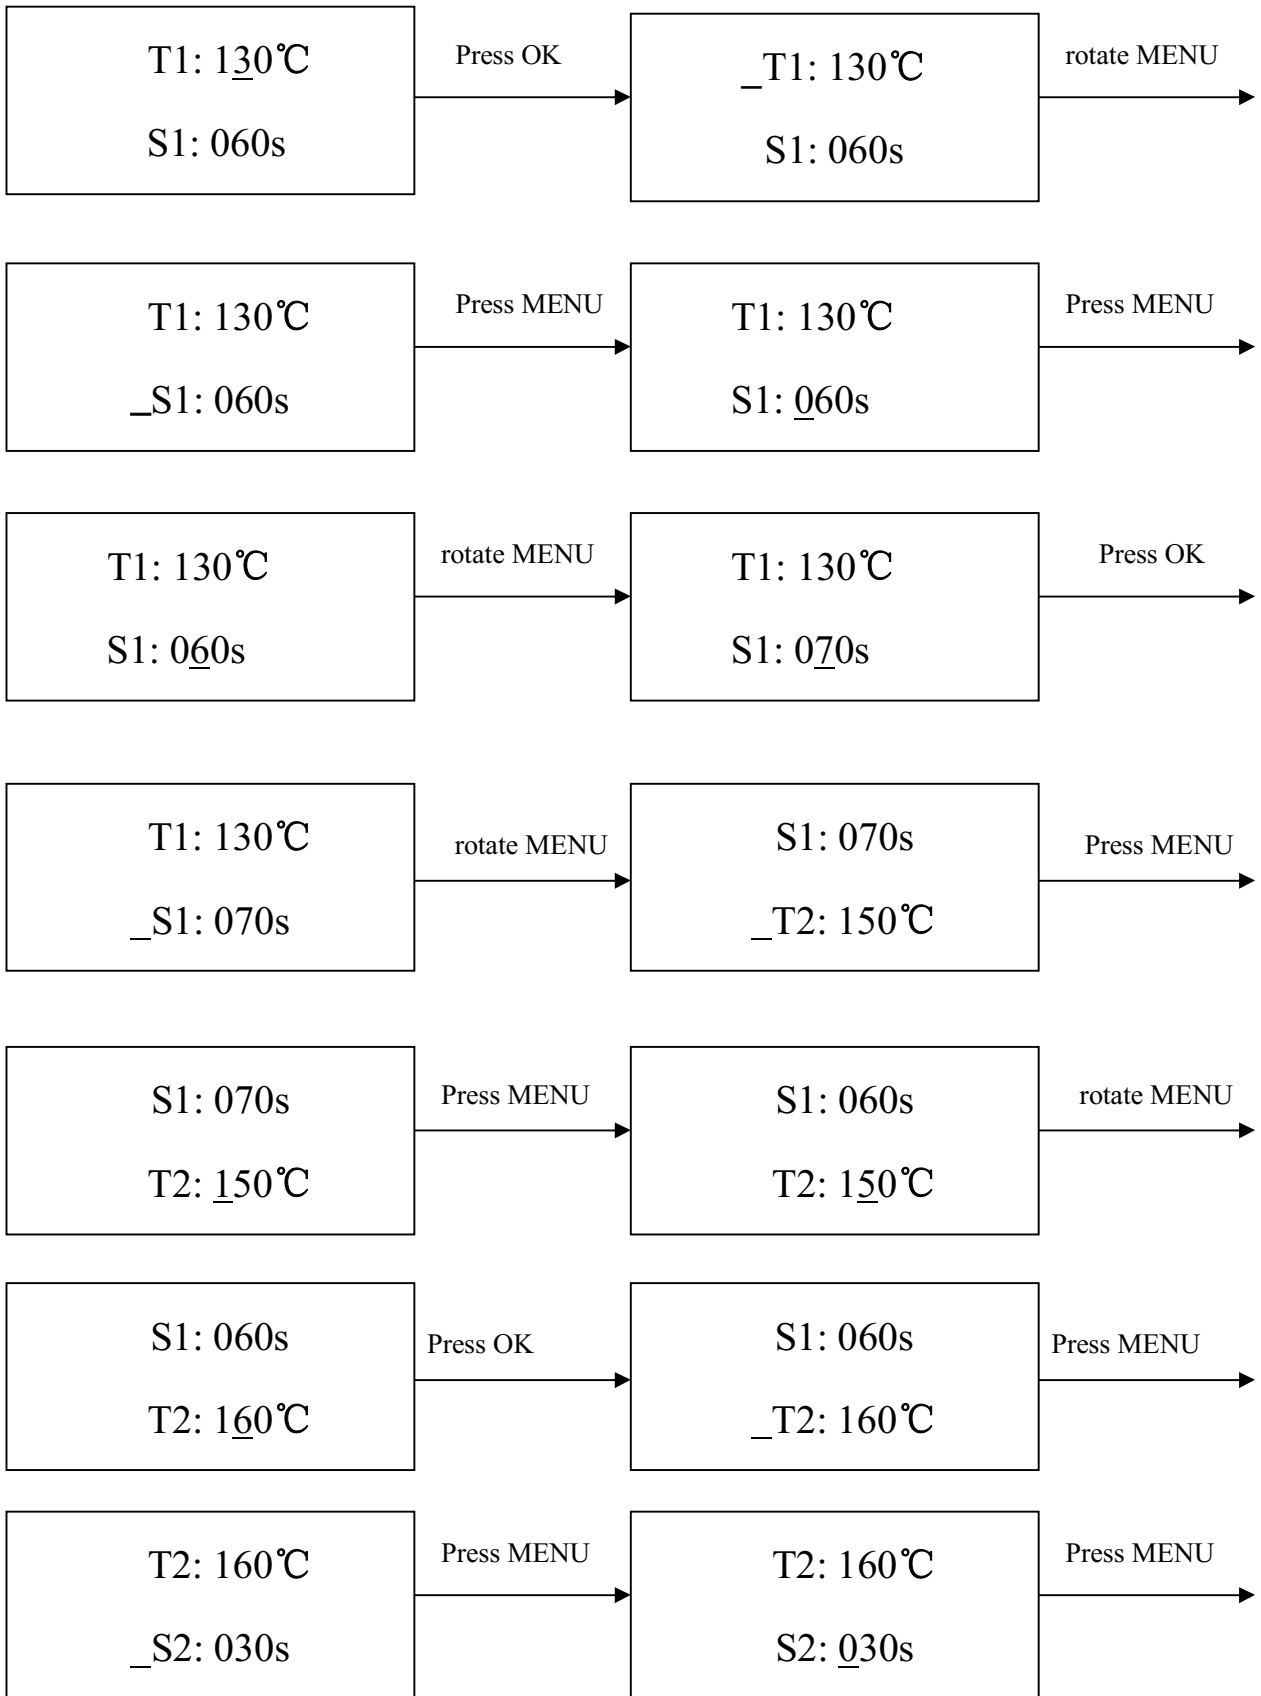 T1: 130℃
S1: 060s
Press OK
_T1: 130℃
S1: 060s
rotate MENU
T1: 130℃
_S1: 060s
Press MENU
T1: 130℃
S1: 060s
Press MENU
T1: 130℃
S1: 060s
rotate MENU
T1: 130℃
S1: 070s
Press OK
T1: 130℃
_S1: 070s
rotate MENU
S1: 070s
_T2: 150℃
Press MENU
S1: 070s
T2: 150℃
Press MENU
S1: 060s
T2: 150℃
rotate MENU
S1: 060s
T2: 160℃
Press OK
S1: 060s
_T2: 160℃
Press MENU
T2: 160℃
_S2: 030s
Press MENU
T2: 160℃
S2: 030s
Press MENU